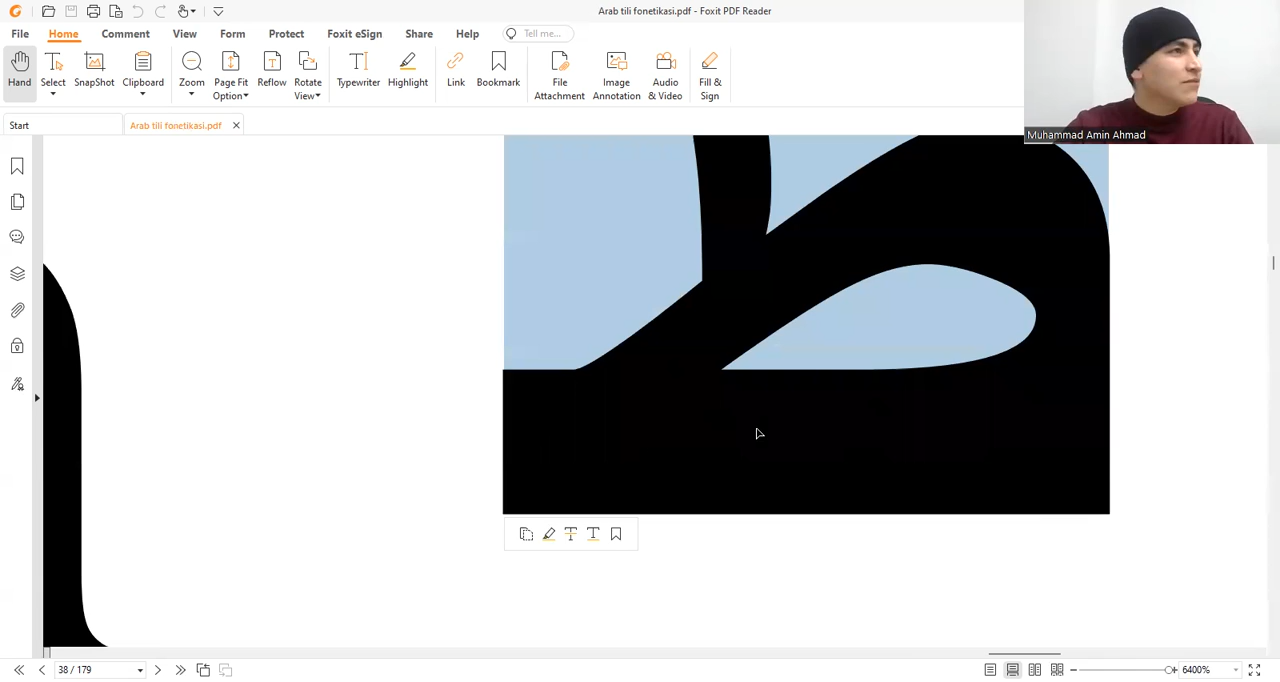 Arab tili fonetikasi.pdf - Foxit PDF Reader
File Home Comment View Form Protect Foxit eSign Share Help Tell me...
Hand Select SnapShot Clipboard Zoom Page Fit Option Reflow Rotate View Typewriter Highlight Link Bookmark File Attachment Image Annotation Audio & Video Fill & Sign
Muhammad Amin Ahmad
Start Arab tili fonetikasi.pdf
38 / 179 6400%